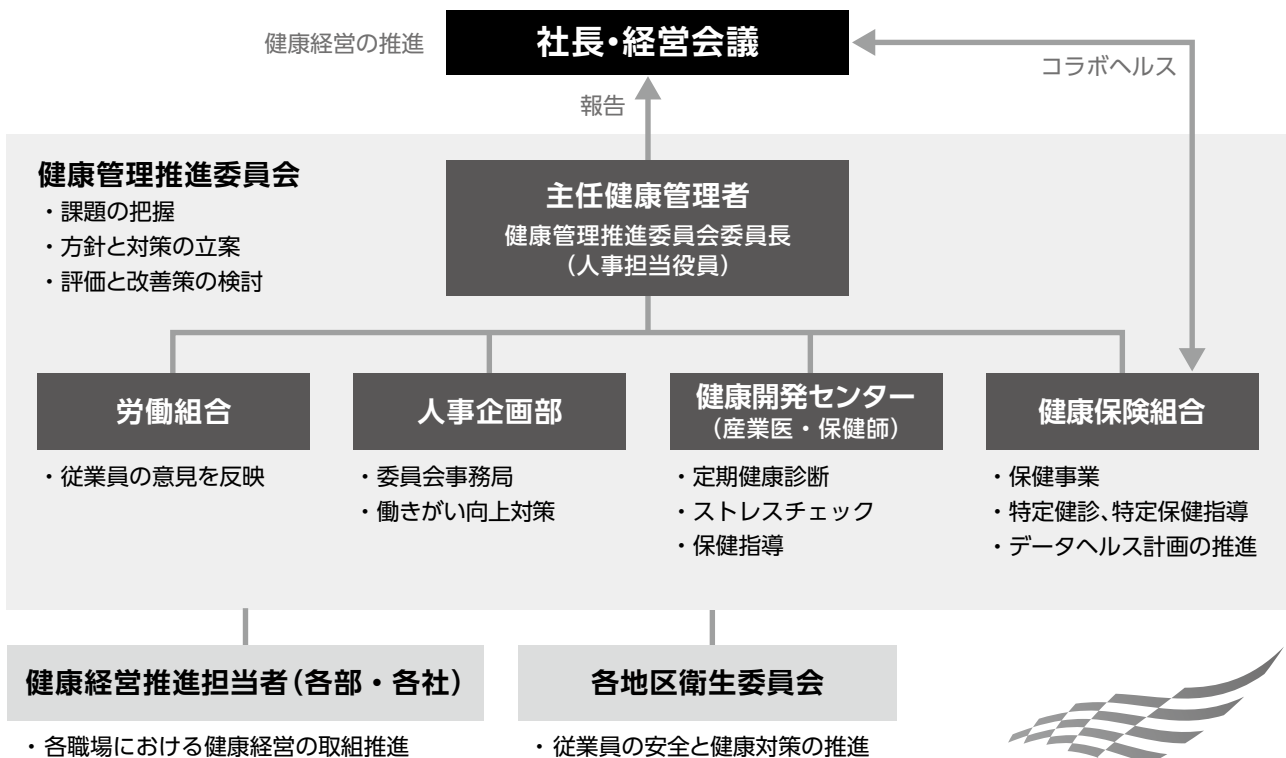 健康経営の推進
社長・経営会議
コラボヘルス
報告
健康管理推進委員会
・課題の把握
・方針と対策の立案
・評価と改善策の検討
主任健康管理者
健康管理推進委員会委員長
（人事担当役員）
労働組合
・従業員の意見を反映
人事企画部
・委員会事務局
・働きがい向上対策
健康開発センター
（産業医・保健師）
・定期健康診断
・ストレスチェック
・保健指導
健康保険組合
・保健事業
・特定健診、特定保健指導
・データヘルス計画の推進
健康経営推進担当者（各部・各社）
・各職場における健康経営の取組推進
各地区衛生委員会
・従業員の安全と健康対策の推進